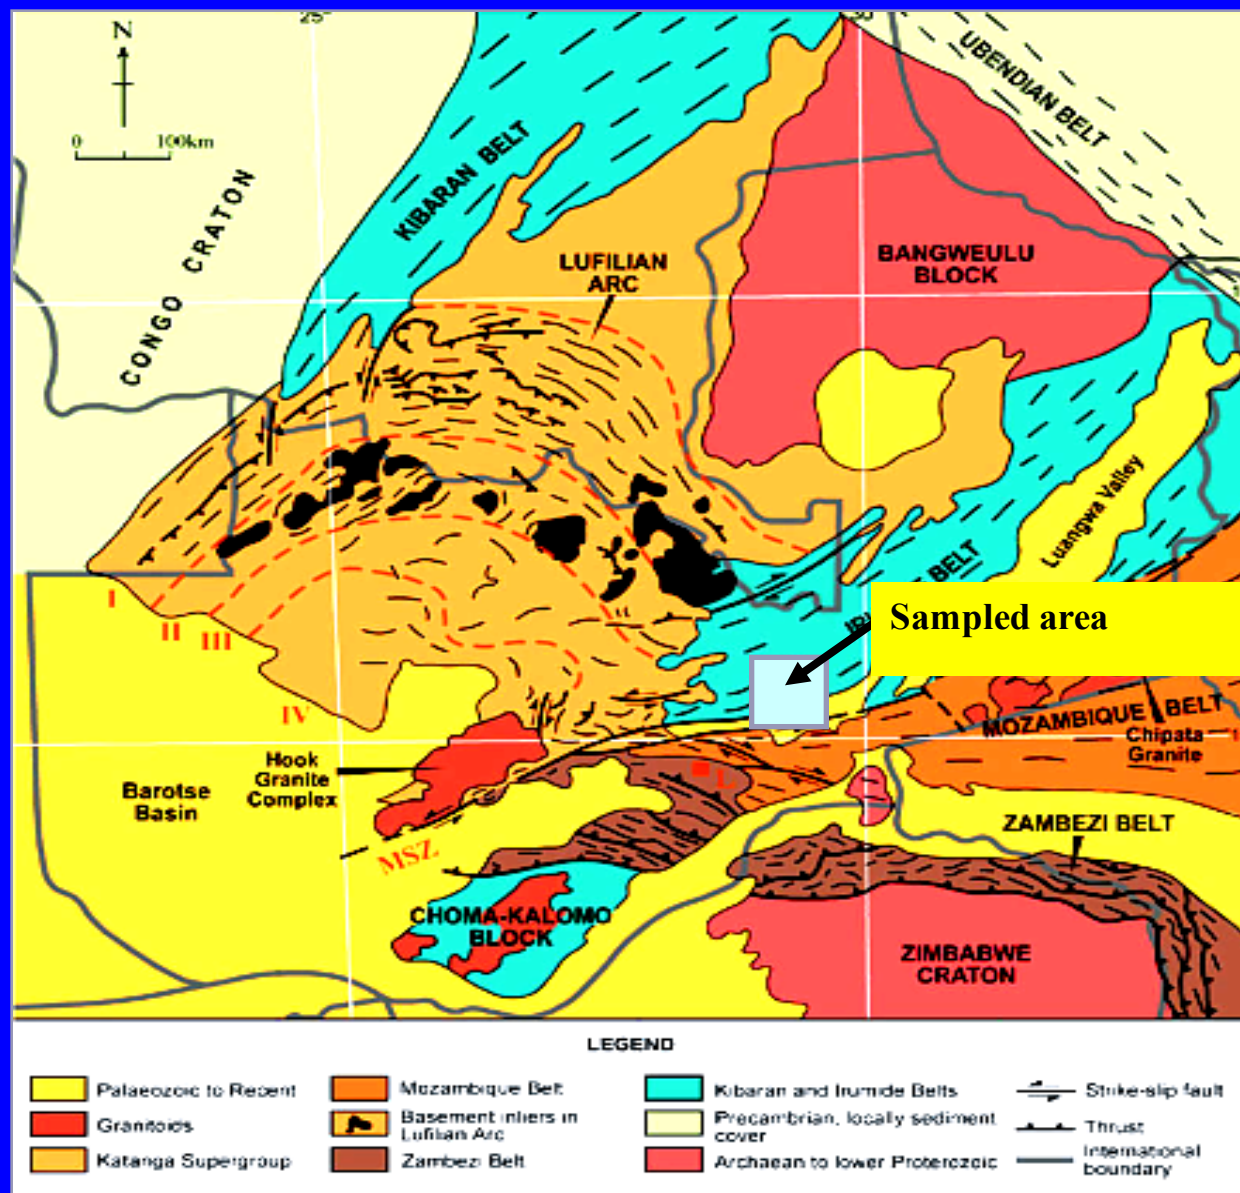 25°
30
N
0 100km
UBENDIAN BELT
KIBARAN BELT
CONGO CRATON
LUFILIAN
ARC
BANGWEULU
BLOCK
Luangwa Valley
BELT
Sampled area
I
II
III
IV
MOZAMBIQUE BELT
Chipata
Granite
Hook
Granite
Complex
Barotse
Basin
L
MSZ
ZAMBEZI BELT
CHOMA-KALOMO
BLOCK
ZIMBABWE
CRATON
LEGEND
Palaeozoic to Recent
Granitoids
Katanga Supergroup
Mozambique Belt
Basement inliers in
Lufilian Arc
Zambezi Belt
Kibaran and Irumide Belts
Precambrian, locally sediment
cover
Archaean to lower Proterozoic
Strike-slip fault
Thrust
International
boundary